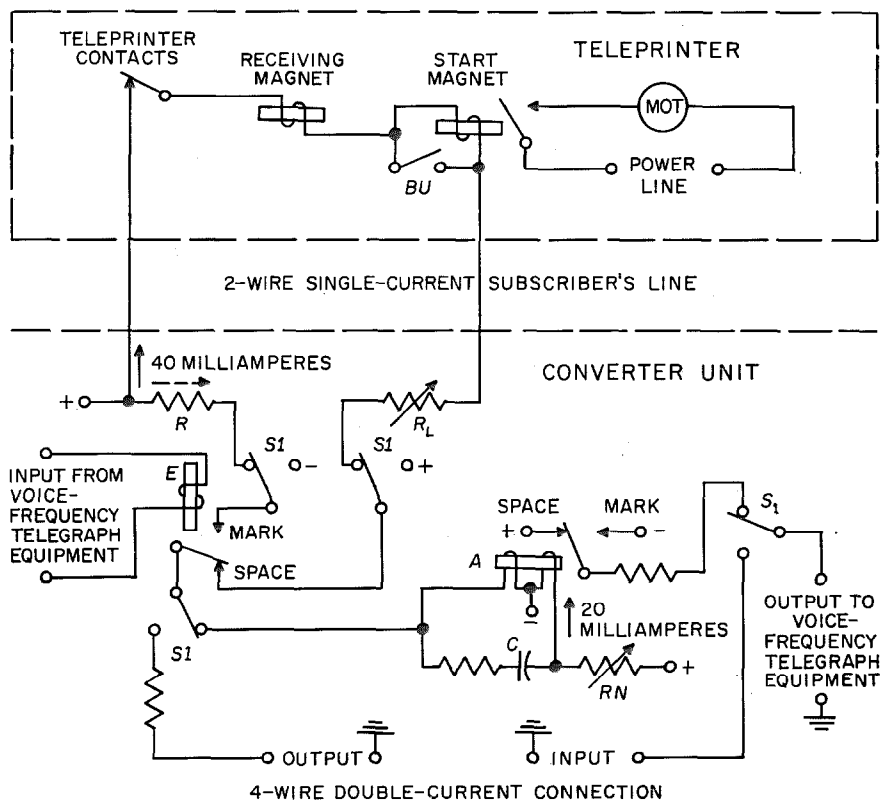 TELEPRINTER
CONTACTS
RECEIVING
MAGNET
START
MAGNET
TELEPRINTER
MOT
BU
POWER
LINE
2-WIRE SINGLE-CURRENT SUBSCRIBER'S LINE
40 MILLIAMPERES
CONVERTER UNIT
+
R
RL
S1
-
S1
+
E
INPUT FROM
VOICE-
FREQUENCY
TELEGRAPH
EQUIPMENT
MARK
SPACE
SPACE
MARK
+
-
S1
A
-
20
MILLIAMPERES
OUTPUT TO
VOICE-
FREQUENCY
TELEGRAPH
EQUIPMENT
S1
C
RN
+
OUTPUT
INPUT
4-WIRE DOUBLE-CURRENT CONNECTION